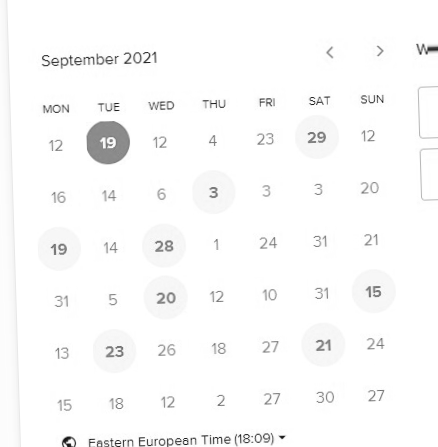 September 2021
MON TUE WED THU FRI SAT SUN
12 19 12 4 23 29 12
16 14 6 3 3 3 20
19 14 28 1 24 31 21
31 5 20 12 10 31 15
13 23 26 18 27 21 24
15 18 12 2 27 30 27
Eastern European Time (18:09)